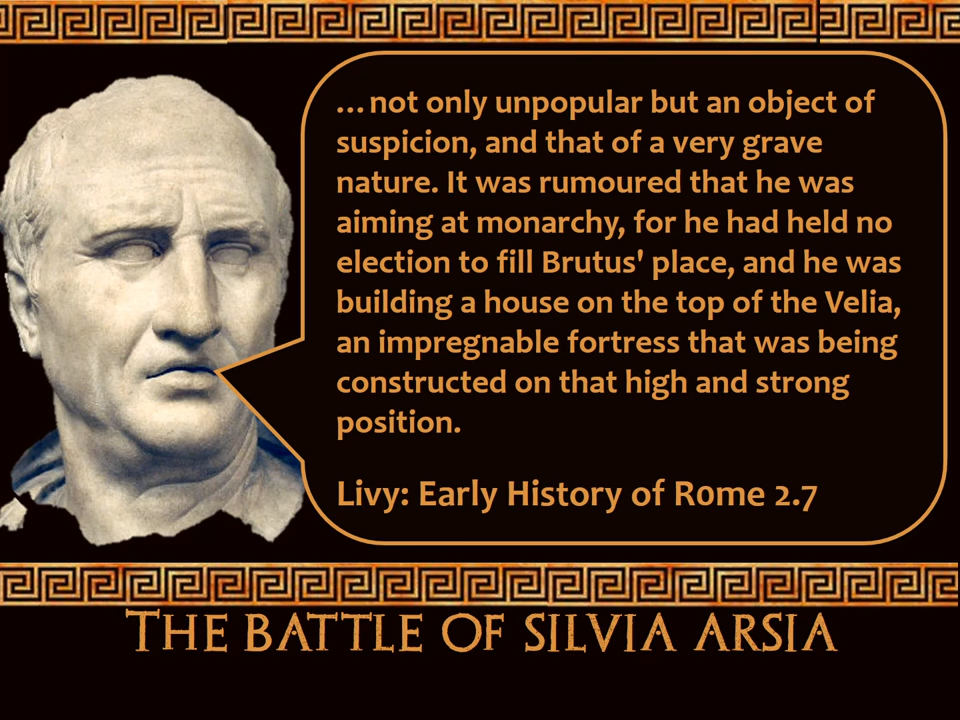 …not only unpopular but an object of
suspicion, and that of a very grave
nature. It was rumoured that he was
aiming at monarchy, for he had held no
election to fill Brutus' place, and he was
building a house on the top of the Velia,
an impregnable fortress that was being
constructed on that high and strong
position.
Livy: Early History of R0me 2.7
THE BATTLE OF SILVIA ARSIA